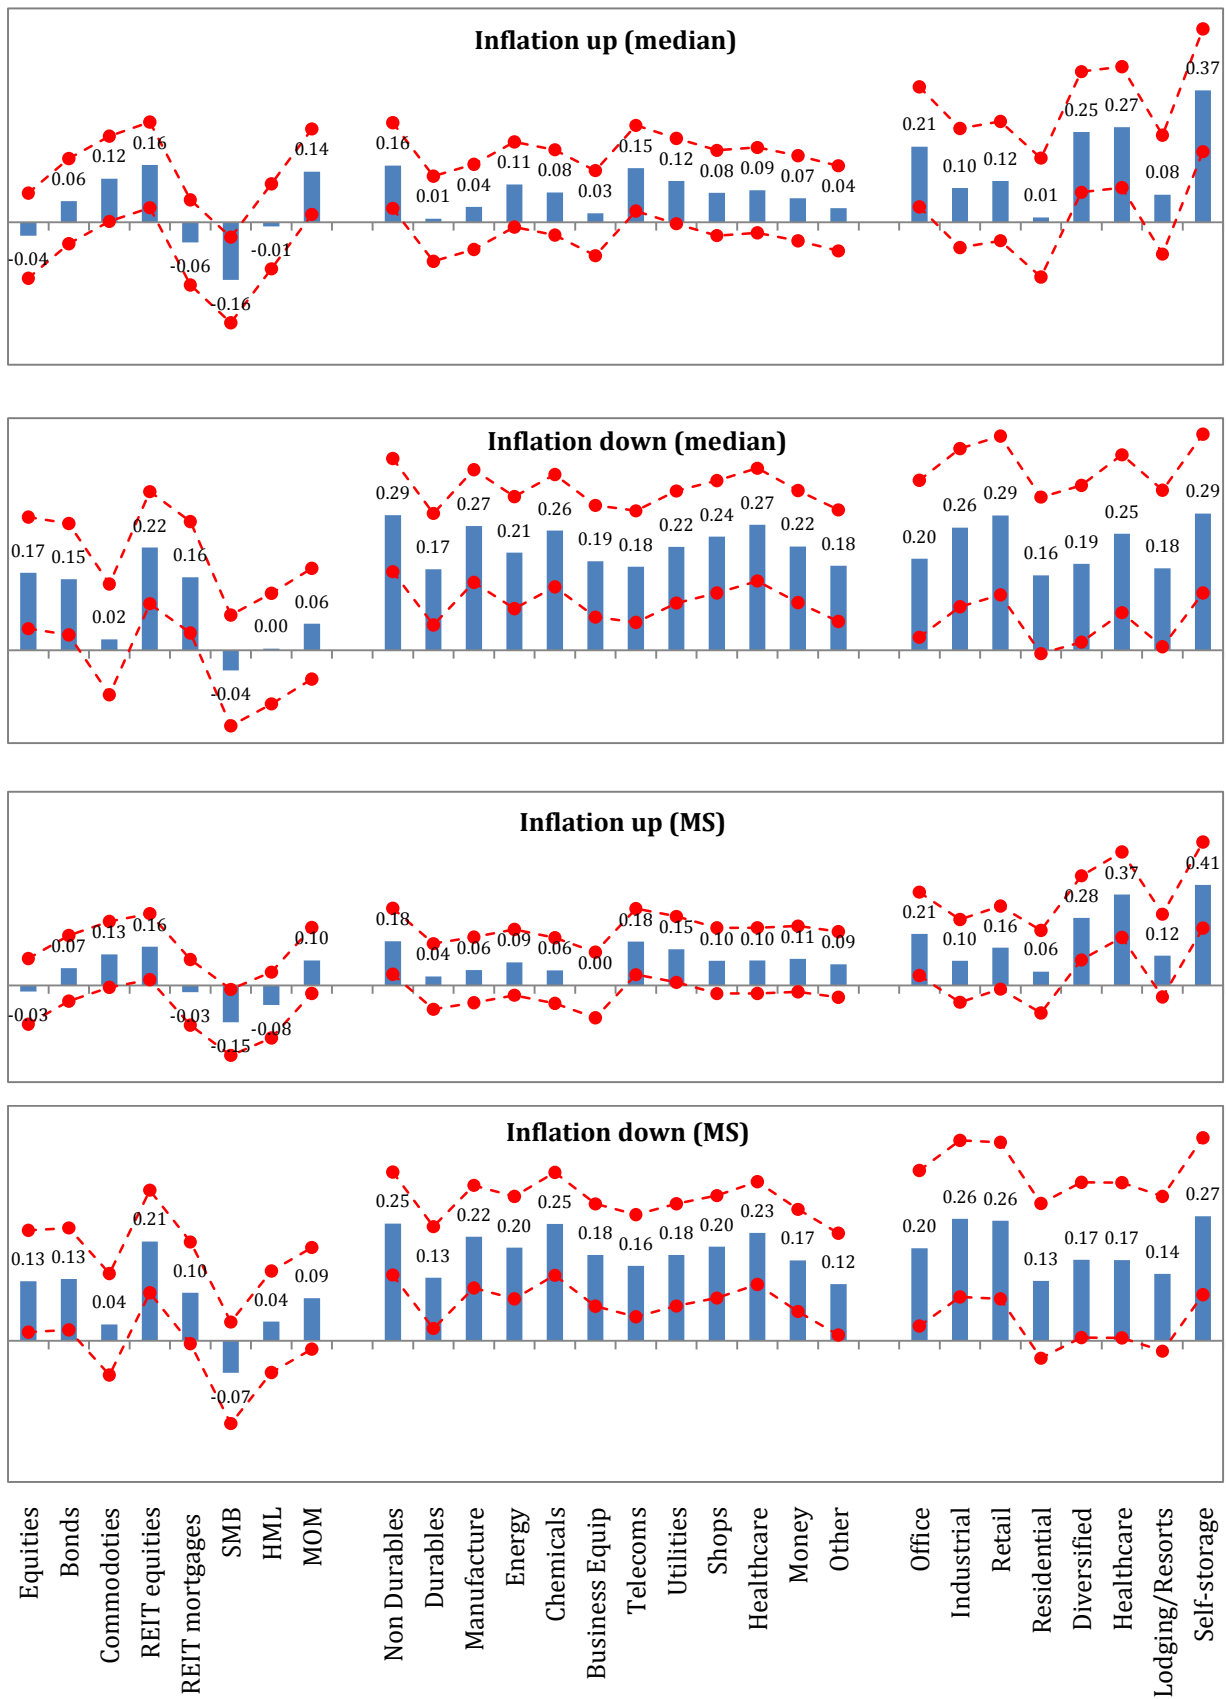 Inflation up (median)
-0.04 0.06 0.12 0.16 -0.06 -0.16 -0.01 0.14 0.16 0.01 0.04 0.11 0.08 0.03 0.15 0.12 0.08 0.09 0.07 0.04 0.21 0.10 0.12 0.01 0.25 0.27 0.08 0.37
Inflation down (median)
0.17 0.15 0.02 0.22 0.16 -0.04 0.00 0.06 0.29 0.17 0.27 0.21 0.26 0.19 0.18 0.22 0.24 0.27 0.22 0.18 0.20 0.26 0.29 0.16 0.19 0.25 0.18 0.29
Inflation up (MS)
-0.03 0.07 0.13 0.16 -0.03 -0.15 -0.08 0.10 0.18 0.04 0.06 0.09 0.06 0.00 0.18 0.15 0.10 0.10 0.11 0.09 0.21 0.10 0.16 0.06 0.28 0.37 0.12 0.41
Inflation down (MS)
0.13 0.13 0.04 0.21 0.10 -0.07 0.04 0.09 0.25 0.13 0.22 0.20 0.25 0.18 0.16 0.18 0.20 0.23 0.17 0.12 0.20 0.26 0.26 0.13 0.17 0.17 0.14 0.27
Equities
Bonds
Commodoties
REIT equities
REIT mortgages
SMB
HML
MOM
Non Durables
Durables
Manufacture
Energy
Chemicals
Business Equip
Telecoms
Utilities
Shops
Healthcare
Money
Other
Office
Industrial
Retail
Residential
Diversified
Healthcare
Lodging/Resorts
Self-storage